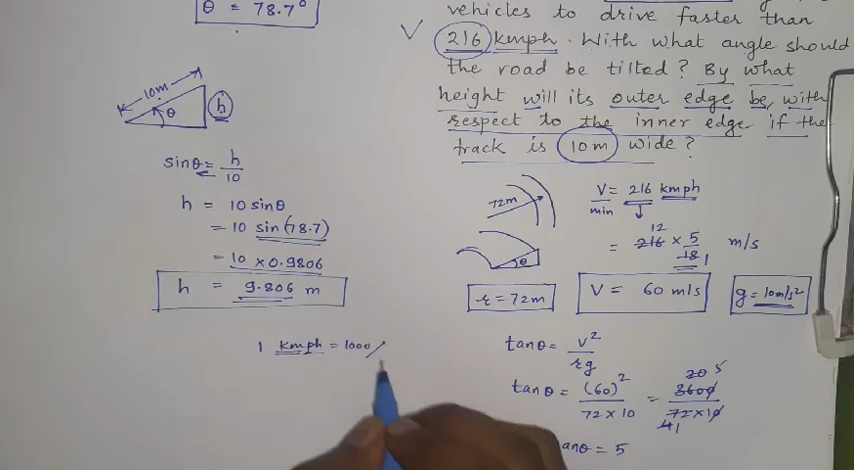 θ = 78.7°
10m
h
θ
sinθ = h/10
h = 10 sinθ
= 10 sin(78.7)
= 10 × 0.9806
h = 9.806 m
1 kmph = 1000/
vehicles to drive faster than
V 216 kmph. With what angle should
the road be tilted? By what
height will its outer edge be, with
respect to the inner edge if the
track is 10m wide?
72m
θ
r = 72m
V = 216 kmph
min
12
= 216 × 5/18 m/s
1
V = 60 m/s
g = 10m/s²
tanθ = V²/rg
tanθ = (60)²/72×10 = 3600/72×10
5
1
tanθ = 5